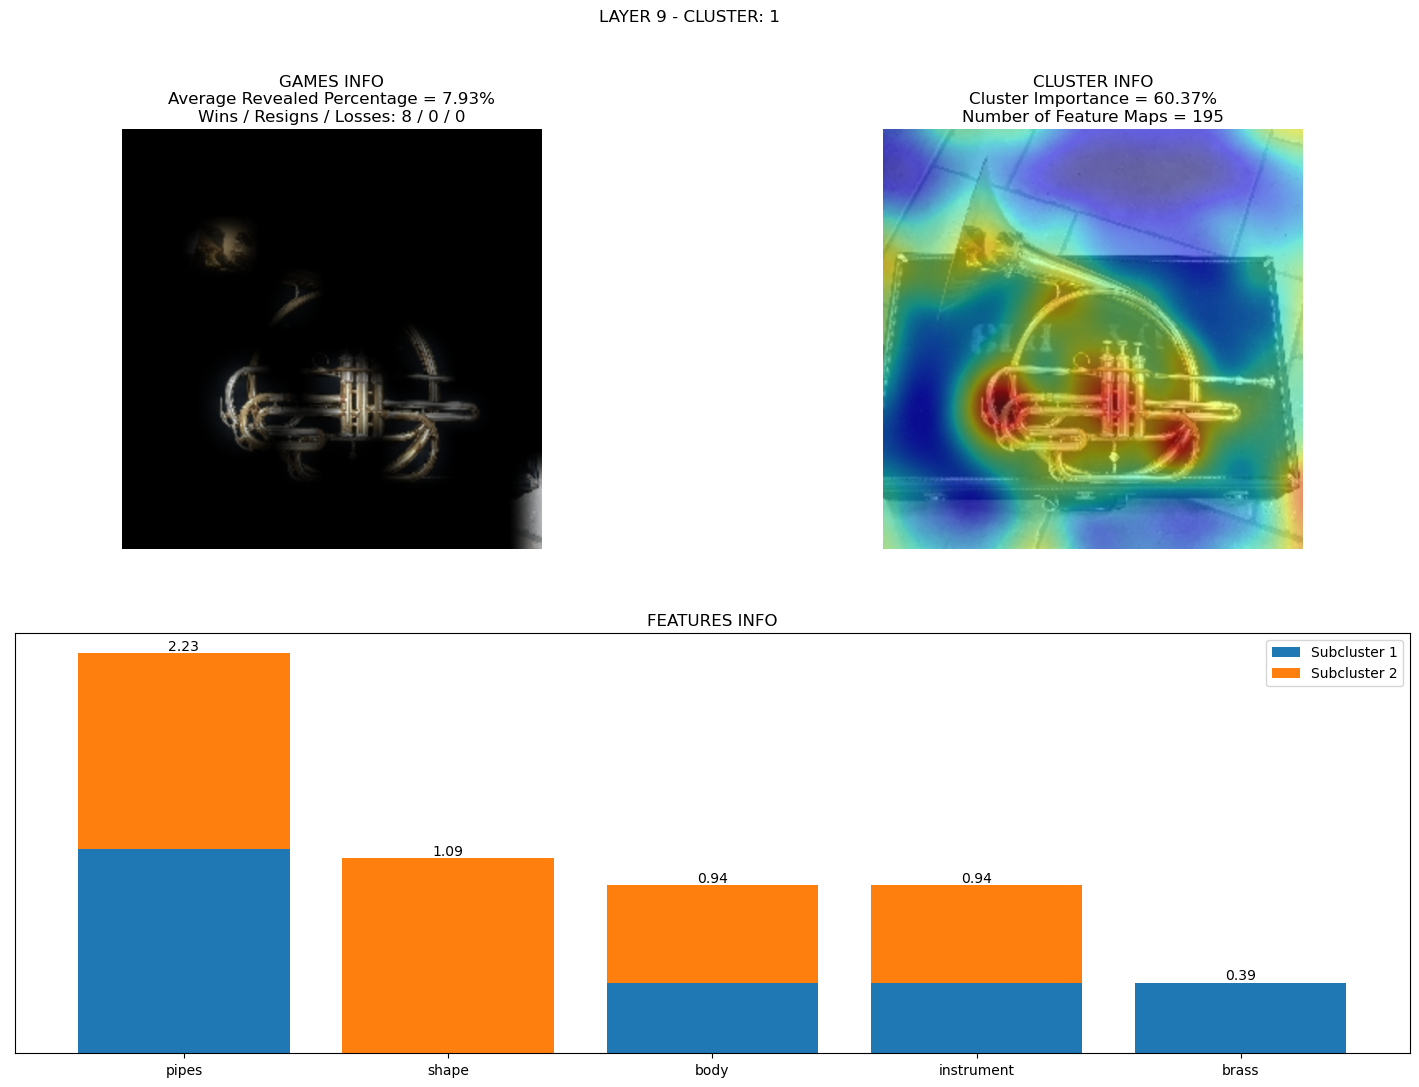 LAYER 9 - CLUSTER: 1
GAMES INFO
Average Revealed Percentage = 7.93%
Wins / Resigns / Losses: 8 / 0 / 0
CLUSTER INFO
Cluster Importance = 60.37%
Number of Feature Maps = 195
FEATURES INFO
Subcluster 1
Subcluster 2
2.23
1.09
0.94
0.94
0.39
pipes
shape
body
instrument
brass